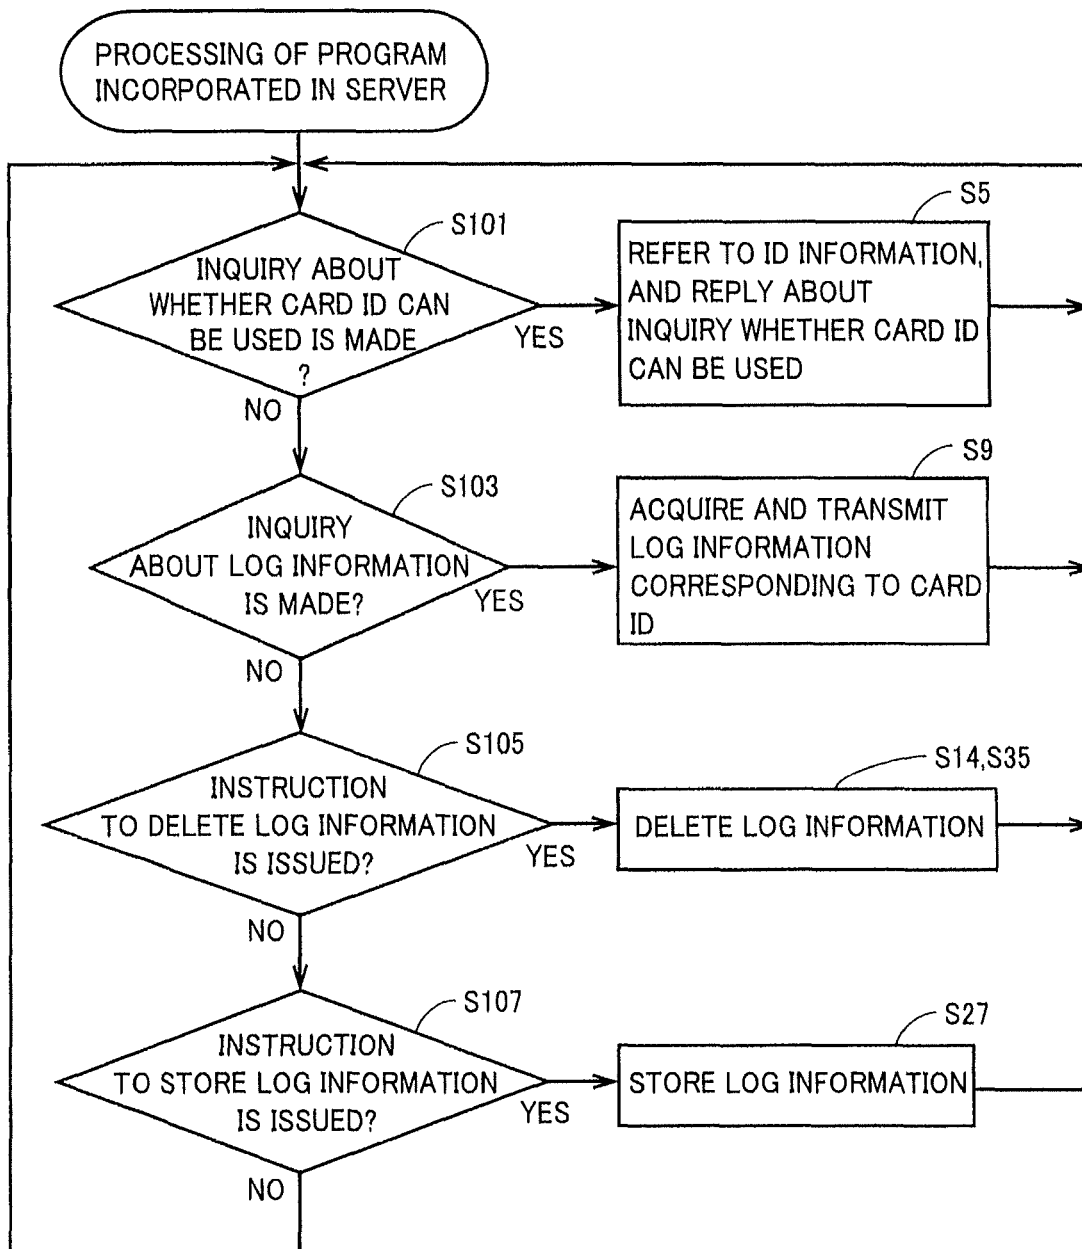 PROCESSING OF PROGRAM
INCORPORATED IN SERVER
S101
INQUIRY ABOUT
WHETHER CARD ID CAN
BE USED IS MADE
?
YES
NO
S5
REFER TO ID INFORMATION,
AND REPLY ABOUT
INQUIRY WHETHER CARD ID
CAN BE USED
S103
INQUIRY
ABOUT LOG INFORMATION
IS MADE?
YES
NO
S9
ACQUIRE AND TRANSMIT
LOG INFORMATION
CORRESPONDING TO CARD
ID
S105
INSTRUCTION
TO DELETE LOG INFORMATION
IS ISSUED?
YES
NO
S14,S35
DELETE LOG INFORMATION
S107
INSTRUCTION
TO STORE LOG INFORMATION
IS ISSUED?
YES
NO
S27
STORE LOG INFORMATION